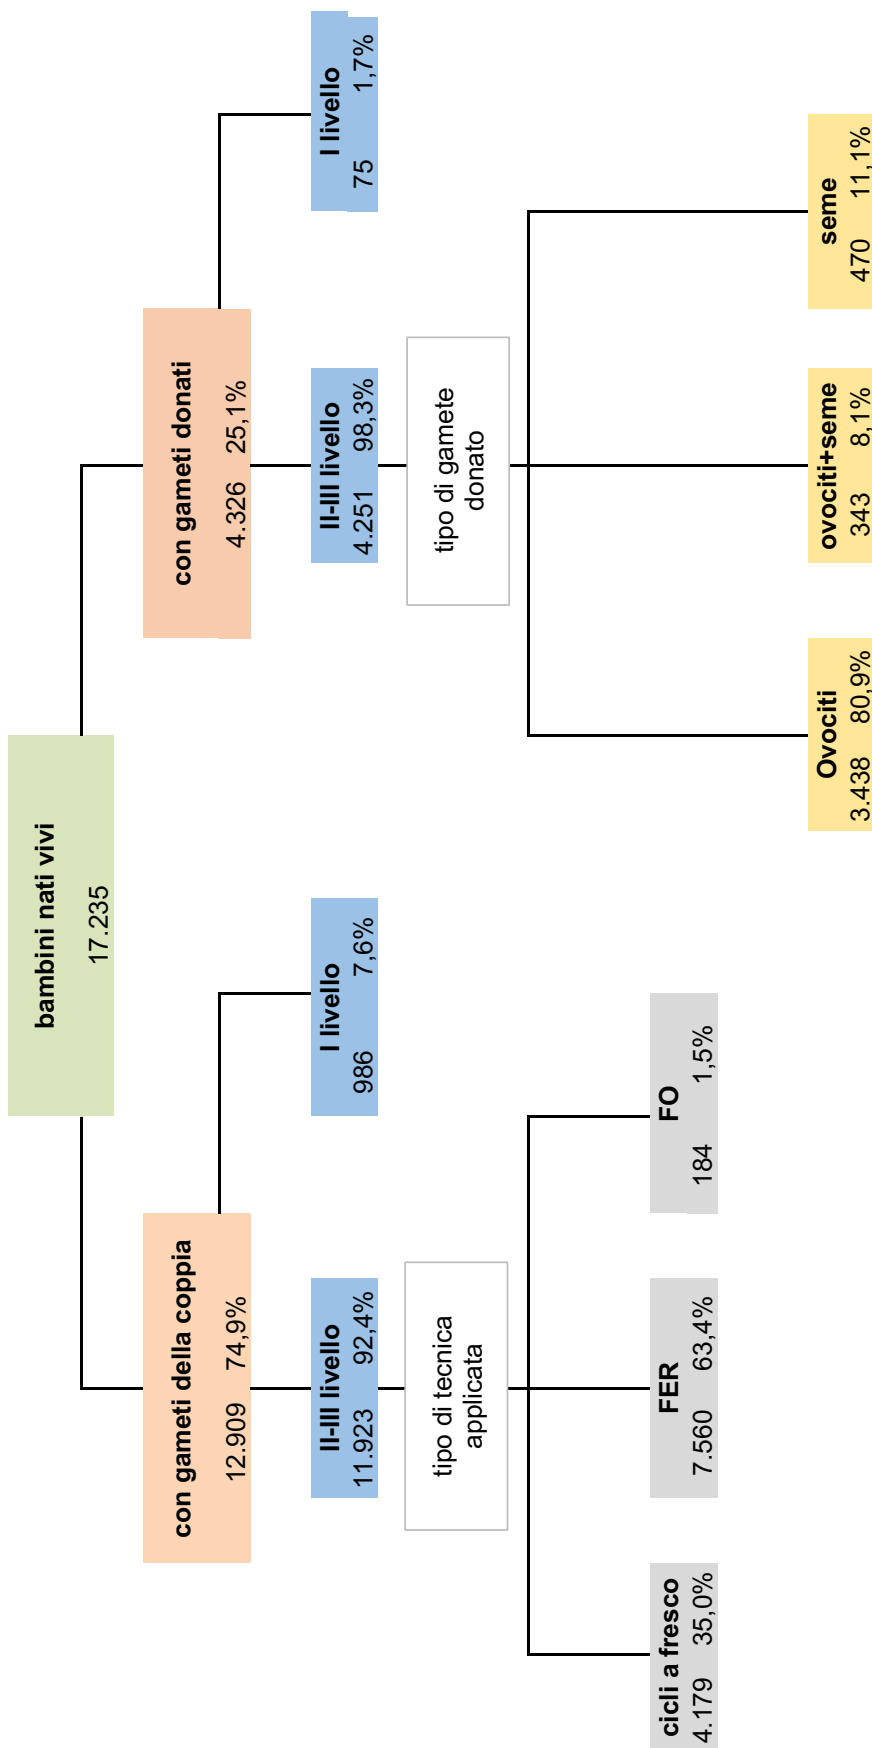 bambini nati vivi
17.235
con gameti della coppia
12.909 74,9%
con gameti donati
4.326 25,1%
II-III livello
11.923 92,4%
I livello
986 7,6%
II-III livello
4.251 98,3%
I livello
75 1,7%
tipo di tecnica
applicata
tipo di gamete
donato
cicli a fresco
4.179 35,0%
FER
7.560 63,4%
FO
184 1,5%
Ovociti
3.438 80,9%
ovociti+seme
343 8,1%
seme
470 11,1%